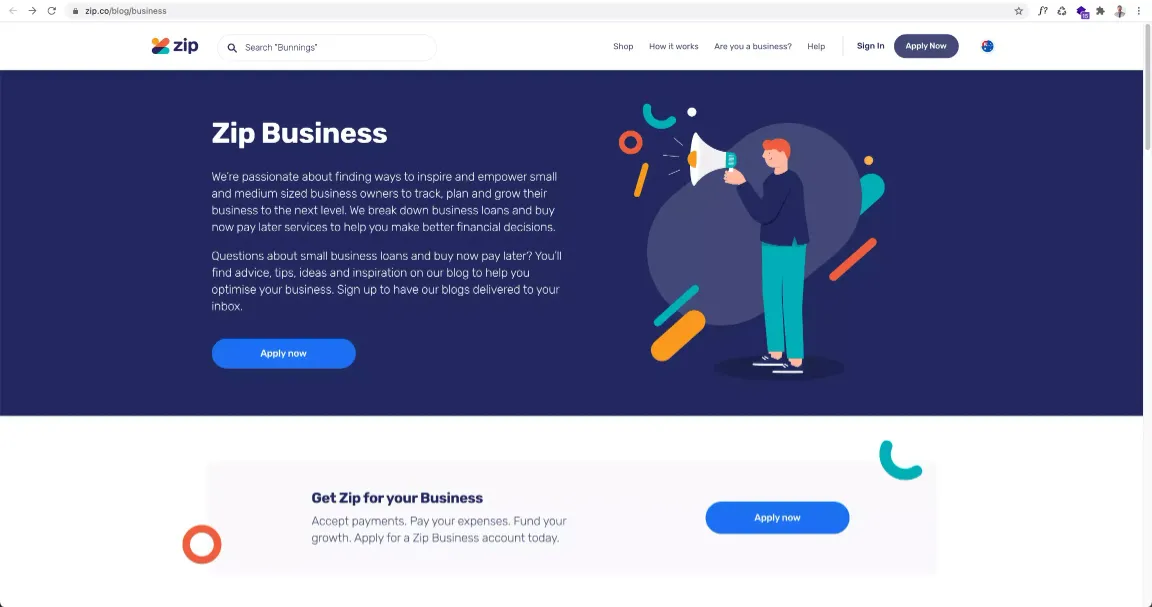 zip.co/blog/business
zip
Search "Bunnings"
Shop
How it works
Are you a business?
Help
Sign In
Apply Now
Zip Business
We're passionate about finding ways to inspire and empower small
and medium sized business owners to track, plan and grow their
business to the next level. We break down business loans and buy
now pay later services to help you make better financial decisions.
Questions about small business loans and buy now pay later? You'll
find advice, tips, ideas and inspiration on our blog to help you
optimise your business. Sign up to have our blogs delivered to your
inbox.
Apply now
Get Zip for your Business
Accept payments. Pay your expenses. Fund your
growth. Apply for a Zip Business account today.
Apply now